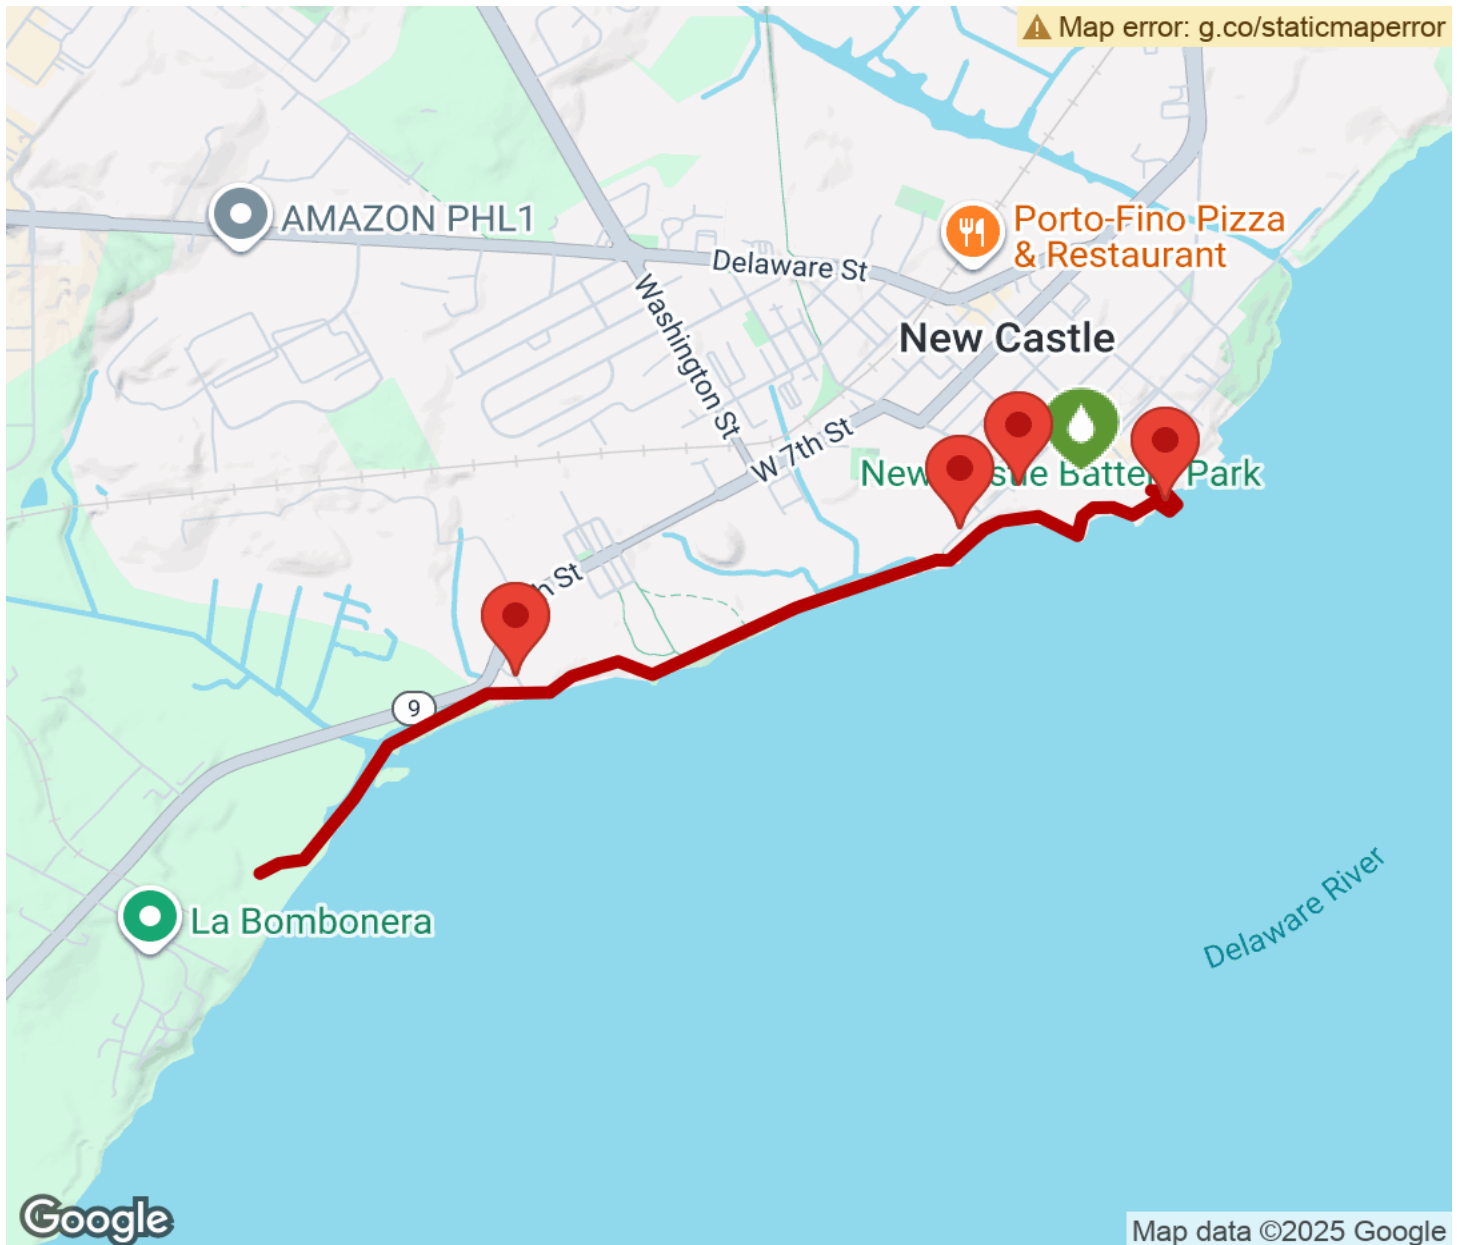 Map error: g.co/staticmaperror
AMAZON PHL1
Porto-Fino Pizza
& Restaurant
Delaware St
Washington St
New Castle
W 7th St
Park
9
La Bombonera
Delaware River
Google
Map data ©2025 Google